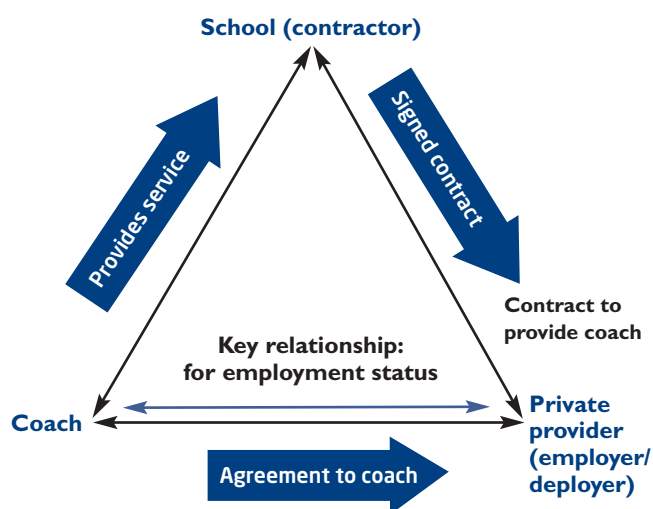 School (contractor)
Provides service
Signed contract
Contract to
provide coach
Key relationship:
for employment status
Coach
Private
provider
(employer/
deployer)
Agreement to coach